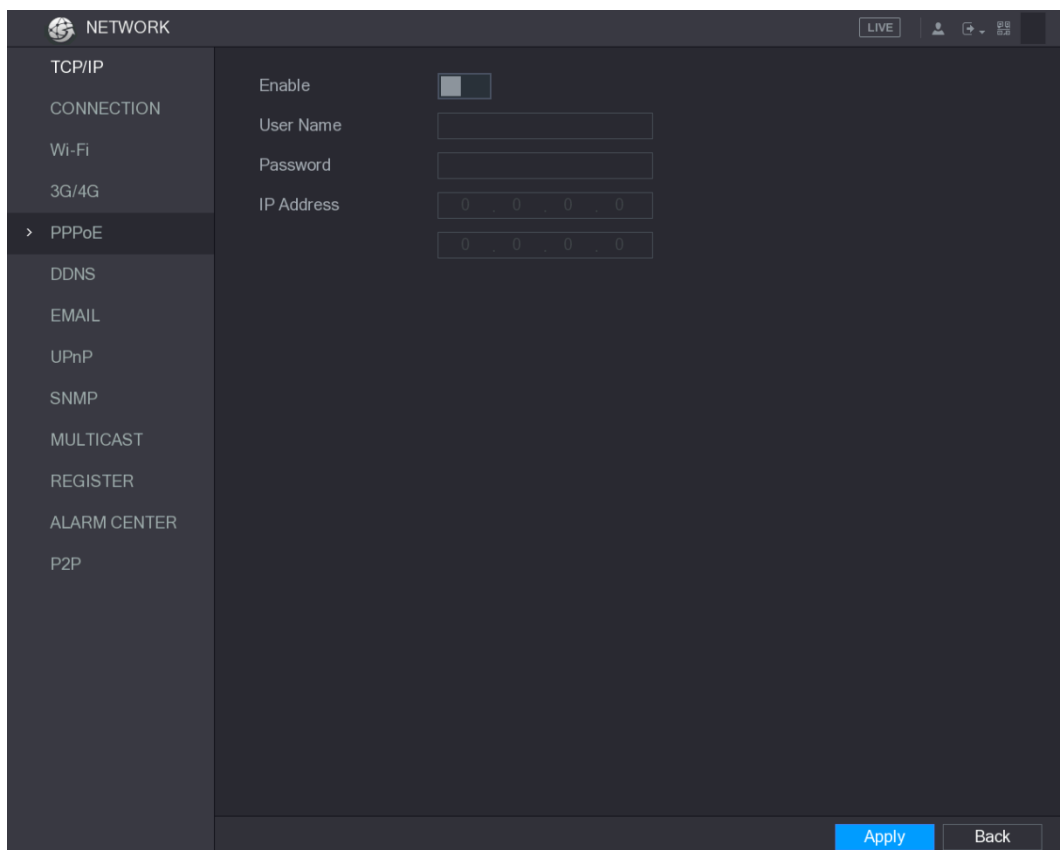 NETWORK
LIVE
TCP/IP
CONNECTION
Wi-Fi
3G/4G
PPPoE
DDNS
EMAIL
UPnP
SNMP
MULTICAST
REGISTER
ALARM CENTER
P2P
Enable
User Name
Password
IP Address
0 . 0 . 0 . 0
0 . 0 . 0 . 0
Apply
Back